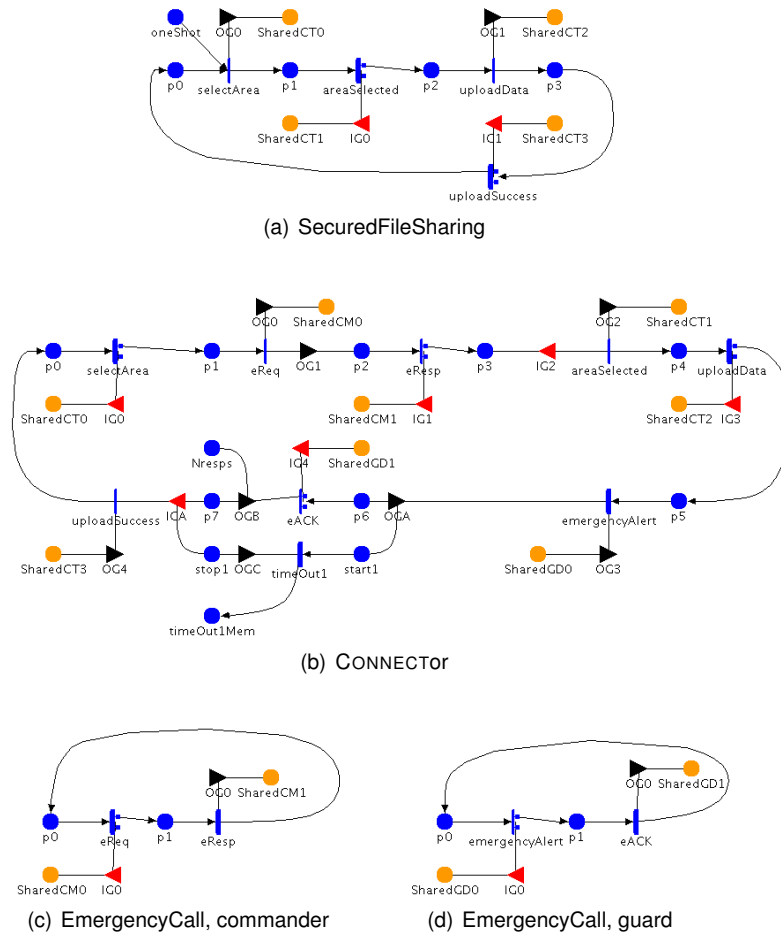 oneShot OG0 SharedCT0 OG1 SharedCT2
p0 selectArea p1 areaSelected p2 uploadData p3
SharedCT1 IG0 IG1 SharedCT3
uploadSuccess
(a) SecuredFileSharing
OG0 SharedCM0 OG2 SharedCT1
p0 selectArea p1 eReq OG1 p2 eResp p3 IG2 areaSelected p4 uploadData
SharedCT0 IG0 SharedCM1 IG1 SharedCT2 IG3
Nresps IG4 SharedGD1
uploadSuccess IGA p7 OGB eACK p6 OGA emergencyAlert p5
SharedCT3 OG4 stop1 OGC timeOut1 start1 SharedGD0 OG3
timeOut1Mem
(b) CONNECTor
OG0 SharedCM1
p0 eReq p1 eResp
SharedCM0 IG0
(c) EmergencyCall, commander
OG0 SharedGD1
p0 emergencyAlert p1 eACK
SharedGD0 IG0
(d) EmergencyCall, guard